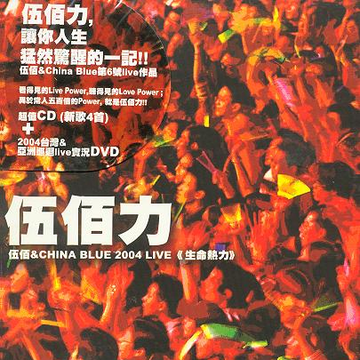 伍佰力,
讓你人生
猛然驚醒的一記!!
伍佰&China Blue第6號live作品
看得見的Live Power,聽得見的Love Power;
異於常人五百倍的Power, 就是伍佰力!!
超值CD (新歌4首)
+
2004台灣&
亞洲巡迴live實況DVD
伍佰力
伍佰&CHINA BLUE 2004 LIVE《生命熱力》